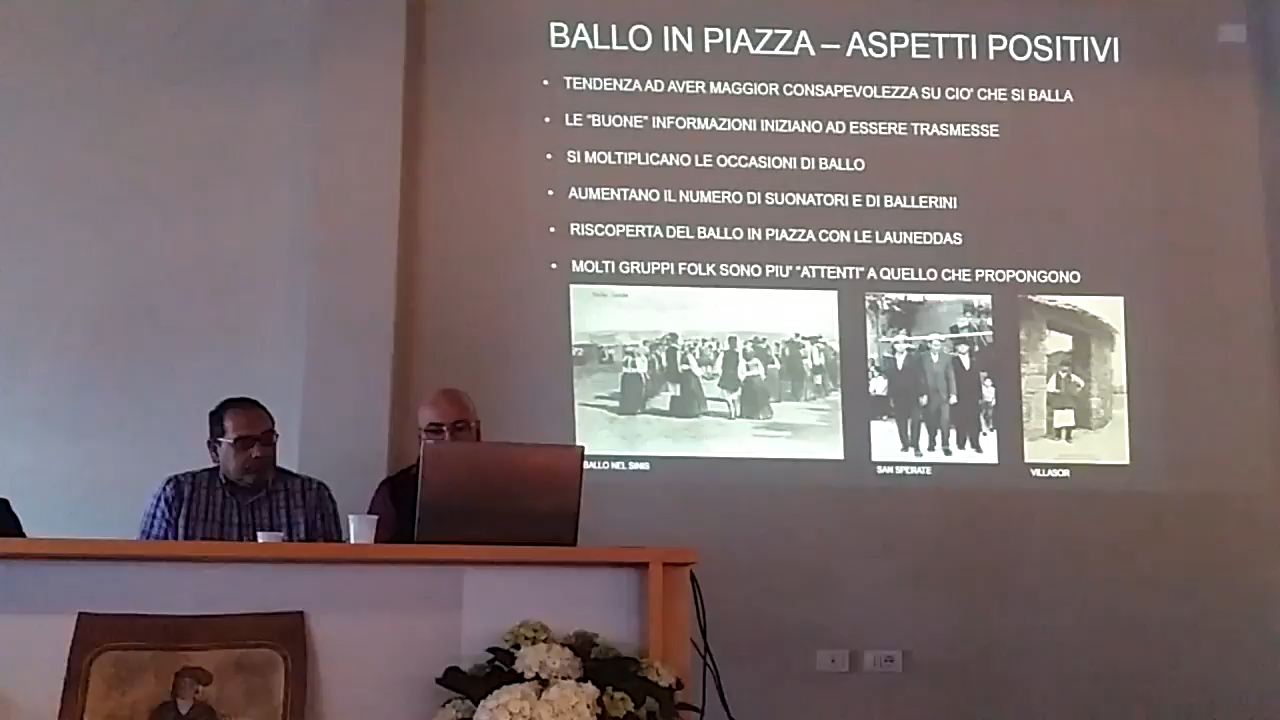 BALLO IN PIAZZA – ASPETTI POSITIVI
• TENDENZA AD AVER MAGGIOR CONSAPEVOLEZZA SU CIO' CHE SI BALLA
• LE "BUONE" INFORMAZIONI INIZIANO AD ESSERE TRASMESSE
• SI MOLTIPLICANO LE OCCASIONI DI BALLO
• AUMENTANO IL NUMERO DI SUONATORI E DI BALLERINI
• RISCOPERTA DEL BALLO IN PIAZZA CON LE LAUNEDDAS
• MOLTI GRUPPI FOLK SONO PIU' "ATTENTI" A QUELLO CHE PROPONGONO
BALLO NEL SINIS
SAN SPERATE
VILLASOR